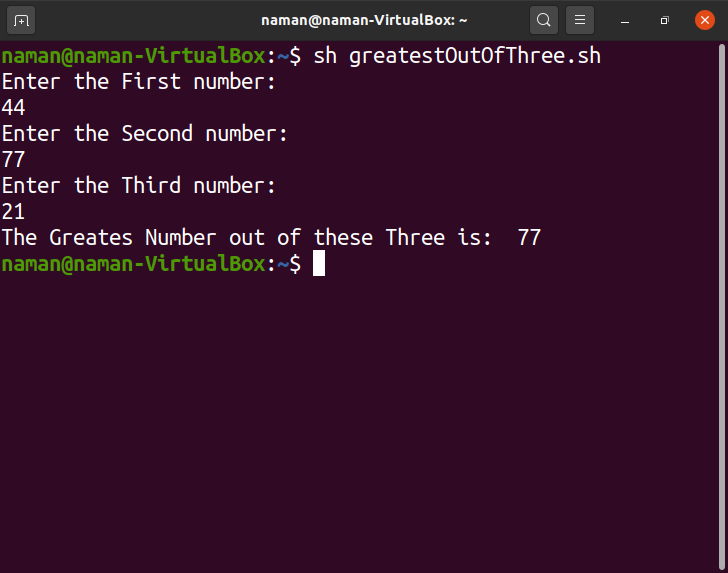 naman@naman-VirtualBox: ~
naman@naman-VirtualBox:~$ sh greatestOutOfThree.sh
Enter the First number:
44
Enter the Second number:
77
Enter the Third number:
21
The Greates Number out of these Three is:  77
naman@naman-VirtualBox:~$